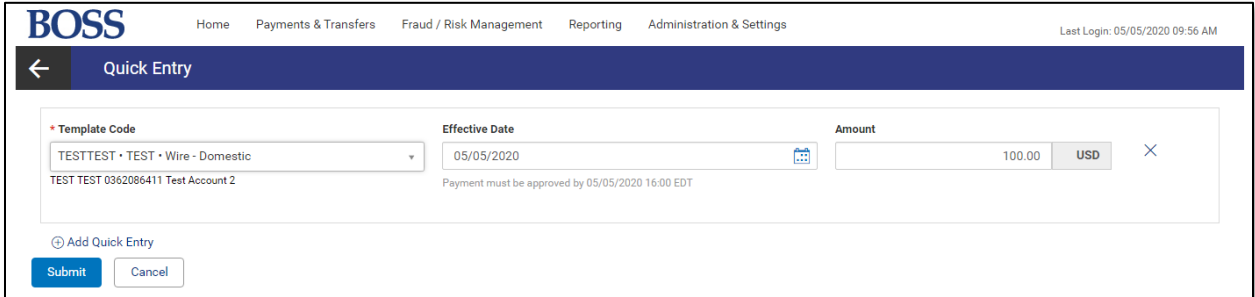 BOSS
Home Payments & Transfers Fraud / Risk Management Reporting Administration & Settings
Last Login: 05/05/2020 09:56 AM
Quick Entry
* Template Code Effective Date Amount
TESTTEST • TEST • Wire - Domestic 05/05/2020 100.00 USD
TEST TEST 0362086411 Test Account 2 Payment must be approved by 05/05/2020 16:00 EDT
Add Quick Entry
Submit Cancel